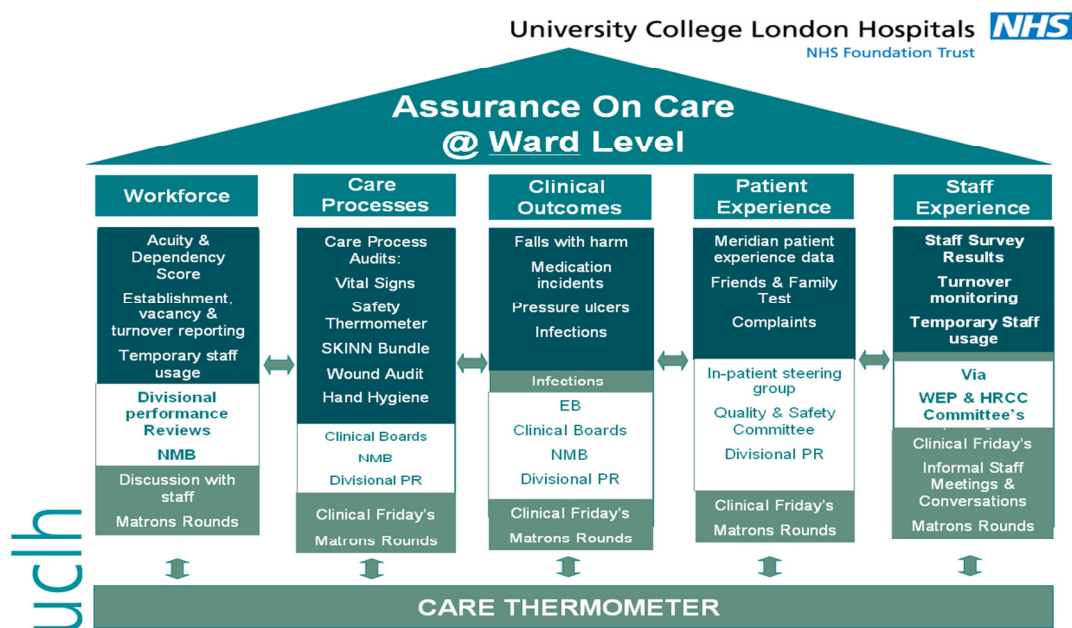 University College London Hospitals NHS
NHS Foundation Trust
Assurance On Care
@ Ward Level
Workforce
Acuity &
Dependency
Score
Establishment,
vacancy &
turnover reporting
Temporary staff
usage
Divisional
performance
Reviews
NMB
Discussion with
staff
Matrons Rounds
Care
Processes
Care Process
Audits:
Vital Signs
Safety
Thermometer
SKINN Bundle
Wound Audit
Hand Hygiene
Clinical Boards
NMB
Divisional PR
Clinical Friday's
Matrons Rounds
Clinical
Outcomes
Falls with harm
Medication
incidents
Pressure ulcers
Infections
Infections
EB
Clinical Boards
NMB
Divisional PR
Clinical Friday's
Matrons Rounds
Patient
Experience
Meridian patient
experience data
Friends & Family
Test
Complaints
In-patient steering
group
Quality & Safety
Committee
Divisional PR
Clinical Friday's
Matrons Rounds
Staff
Experience
Staff Survey
Results
Turnover
monitoring
Temporary Staff
usage
Via
WEP & HRCC
Committee's
Clinical Friday's
Informal Staff
Meetings &
Conversations
Matrons Rounds
CARE THERMOMETER
uclh